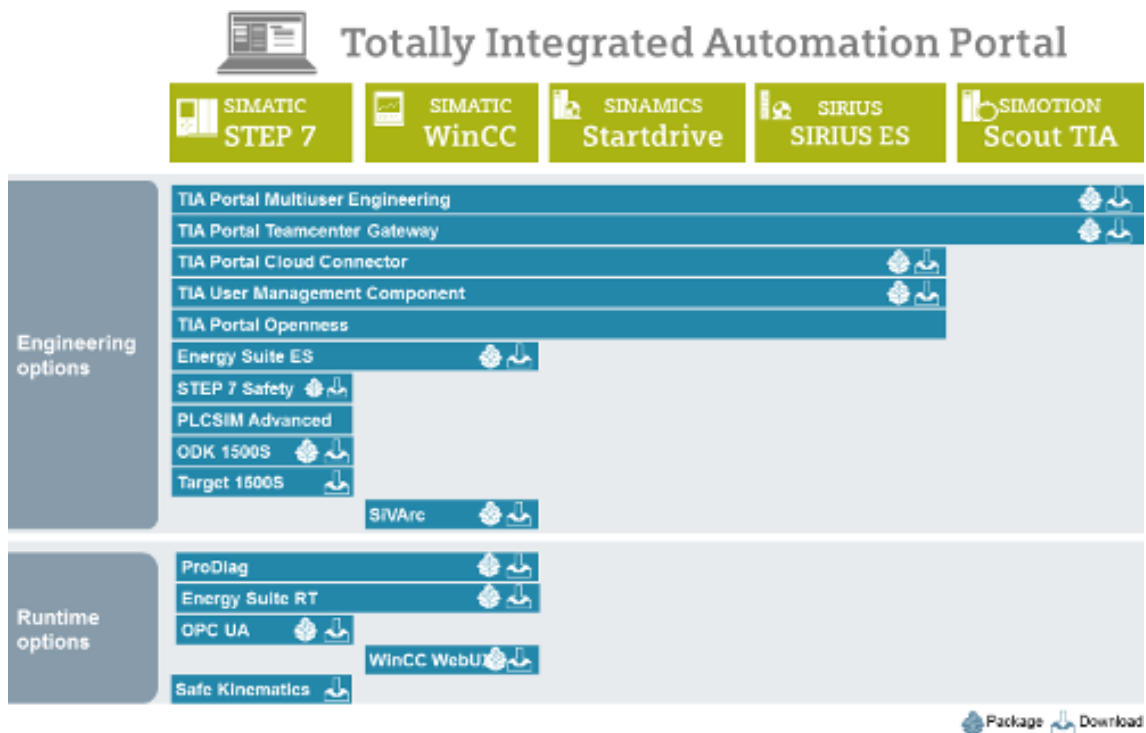 Totally Integrated Automation Portal
SIMATIC
STEP 7
SIMATIC
WinCC
SINAMICS
Startdrive
SIRIUS
SIRIUS ES
SIMOTION
Scout TIA
Engineering
options
TIA Portal Multiuser Engineering
TIA Portal Teamcenter Gateway
TIA Portal Cloud Connector
TIA User Management Component
TIA Portal Openness
Energy Suite ES
STEP 7 Safety
PLCSIM Advanced
ODK 1500S
Target 1500S
SiVArc
Runtime
options
ProDiag
Energy Suite RT
OPC UA
WinCC WebUX
Safe Kinematics
Package Download